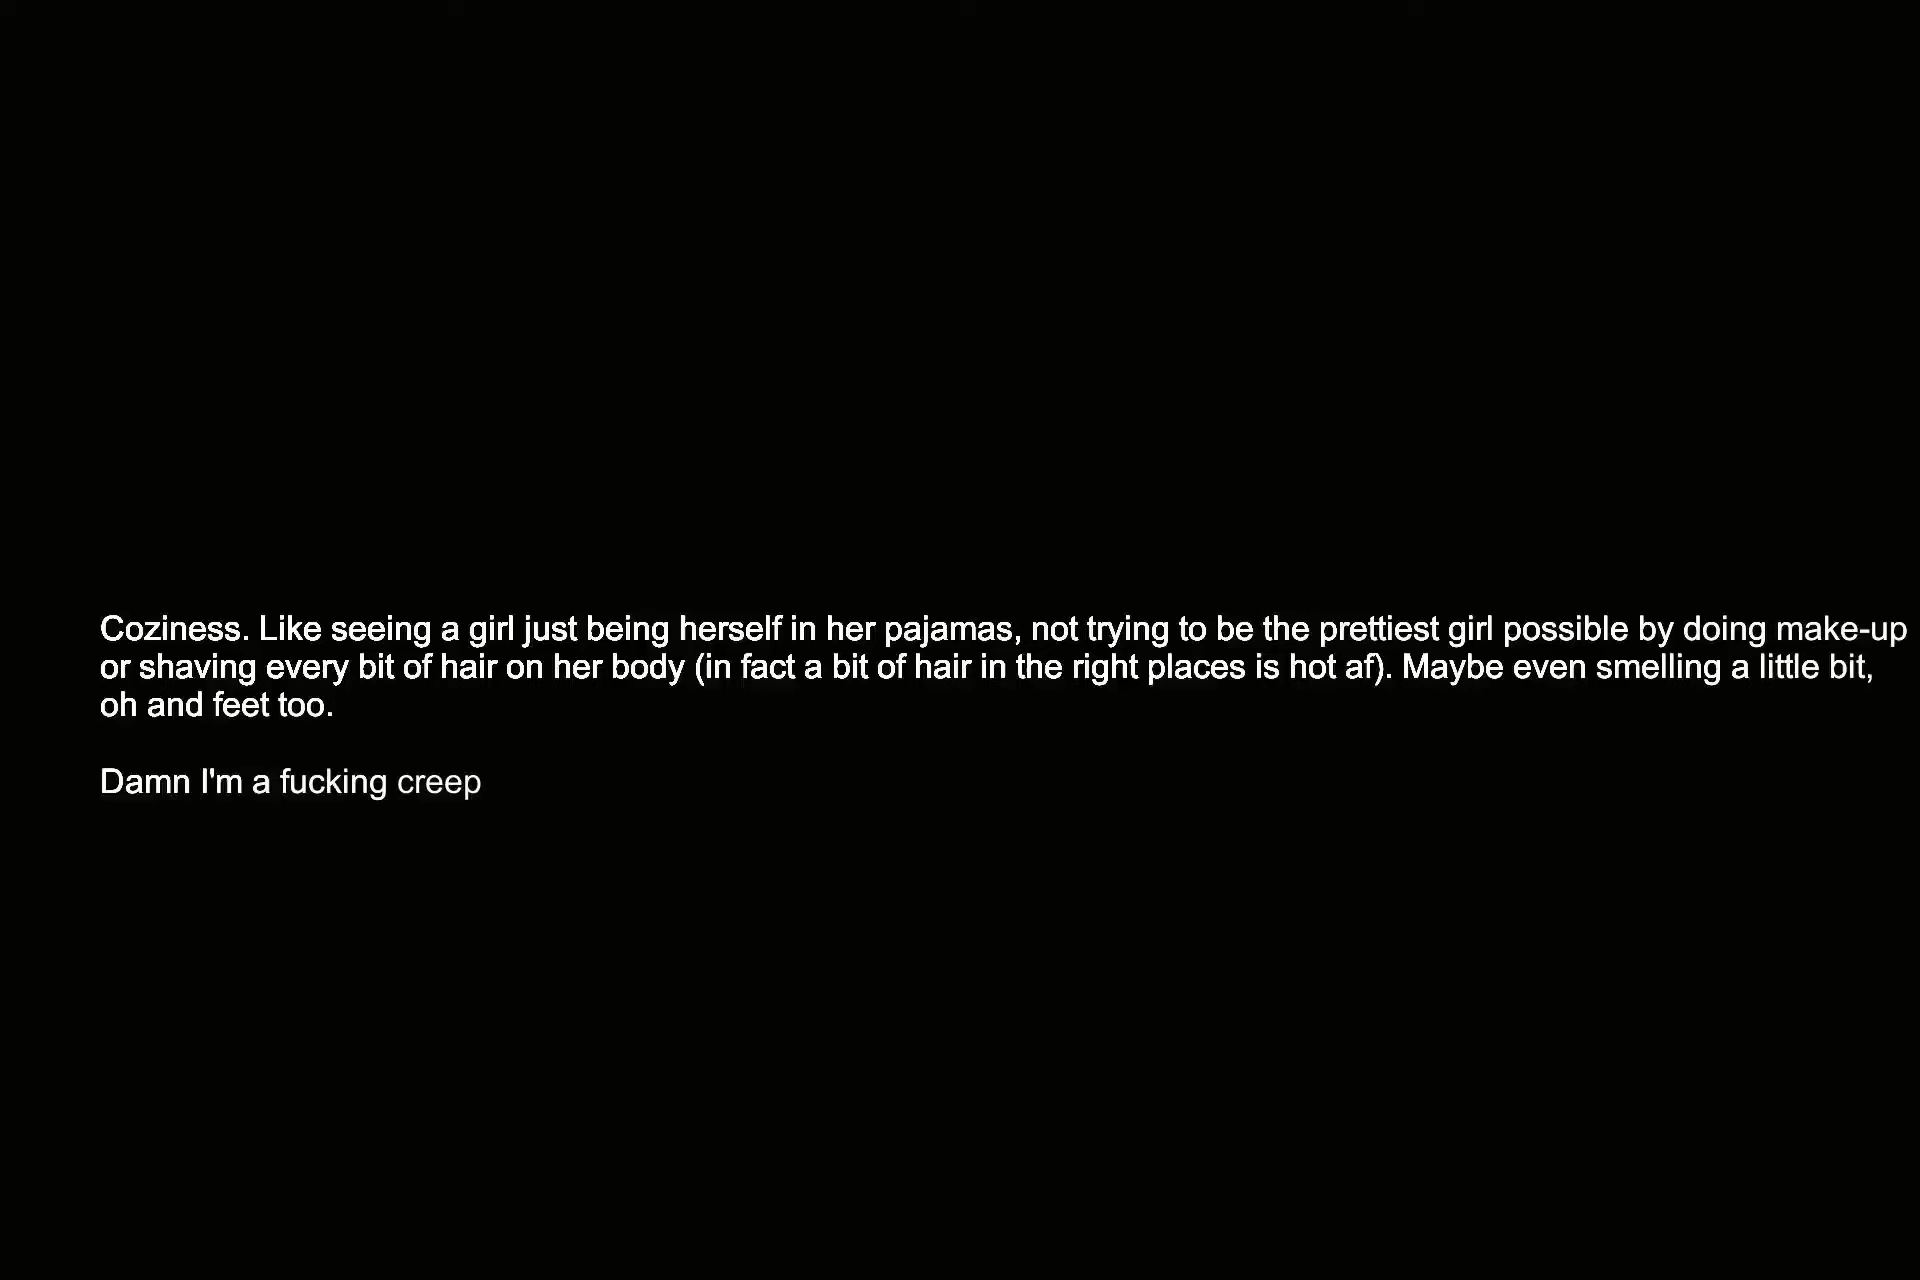 Coziness. Like seeing a girl just being herself in her pajamas, not trying to be the prettiest girl possible by doing make-up
or shaving every bit of hair on her body (in fact a bit of hair in the right places is hot af). Maybe even smelling a little bit,
oh and feet too.
Damn I'm a fucking creep